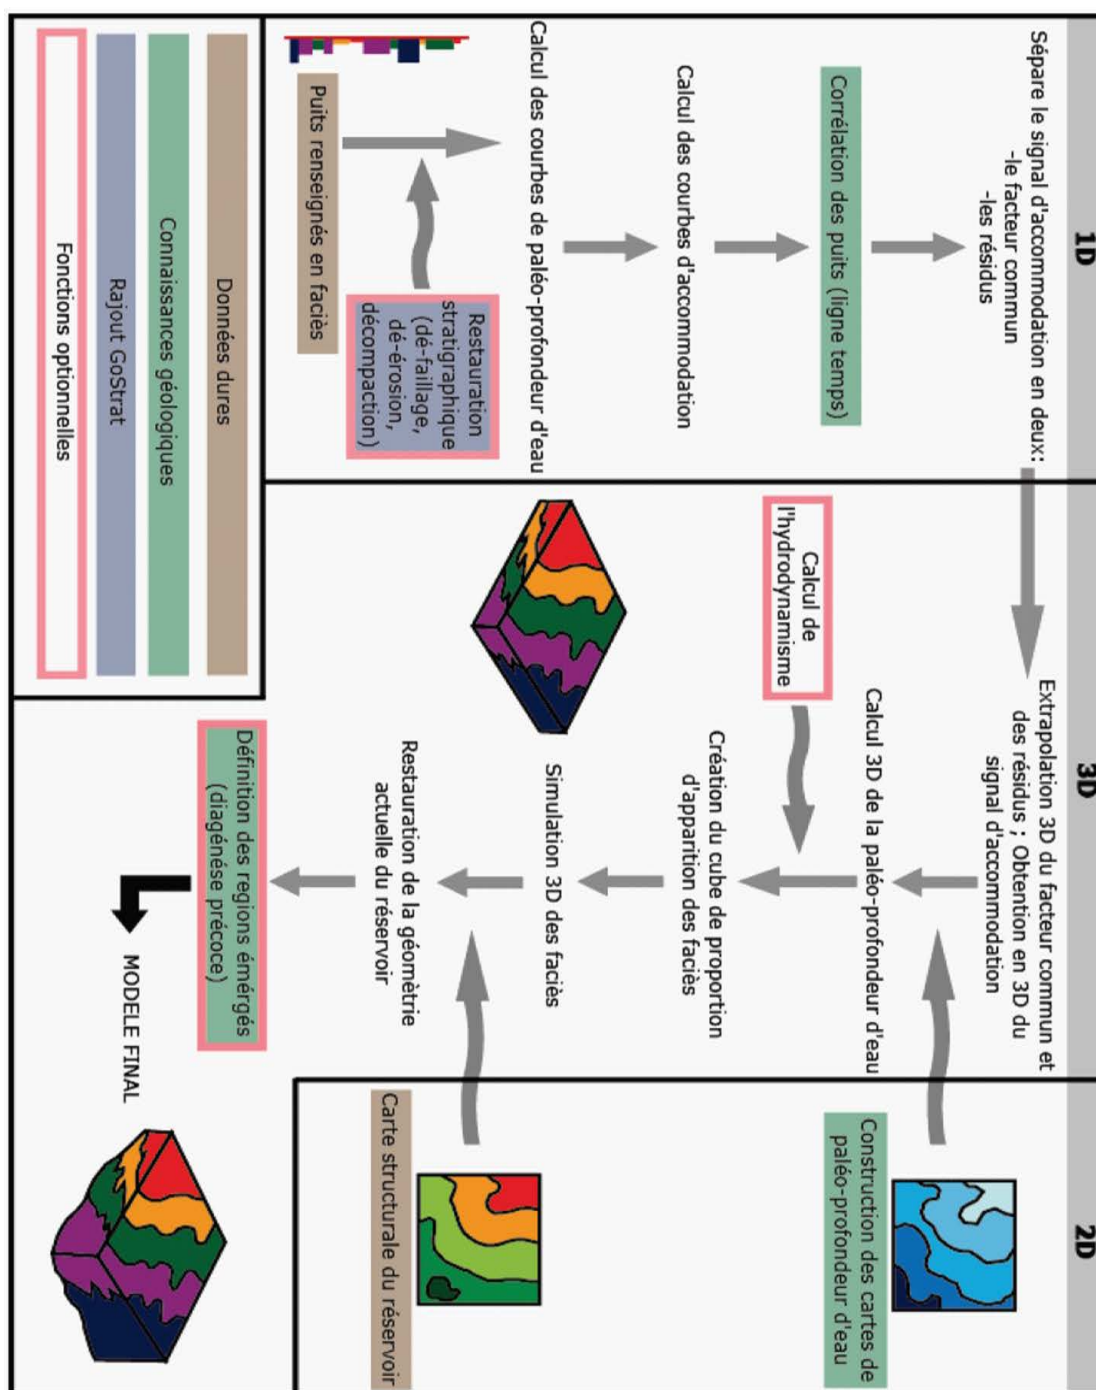 1D
3D
2D
Sépare le signal d'accommodation en deux:
-le facteur commun
-les résidus
Corrélation des puits (ligne temps)
Calcul des courbes d'accommodation
Calcul des courbes de paléo-profondeur d'eau
Puits renseignés en faciès
Restauration
stratigraphique
(dé-faillage,
dé-érosion,
décompaction)
Extrapolation 3D du facteur commun et
des résidus ; Obtention en 3D du
signal d'accommodation
Calcul 3D de la paléo-profondeur d'eau
Calcul de
l'hydrodynamisme
Création du cube de proportion
d'apparition des faciès
Simulation 3D des faciès
Restauration de la géomètrie
actuelle du réservoir
Définition des regions émérgés
(diagénése précoce)
MODELE FINAL
Construction des cartes de
paléo-profondeur d'eau
Carte structurale du réservoir
Données dures
Connaissances géologiques
Rajout GoStrat
Fonctions optionnelles